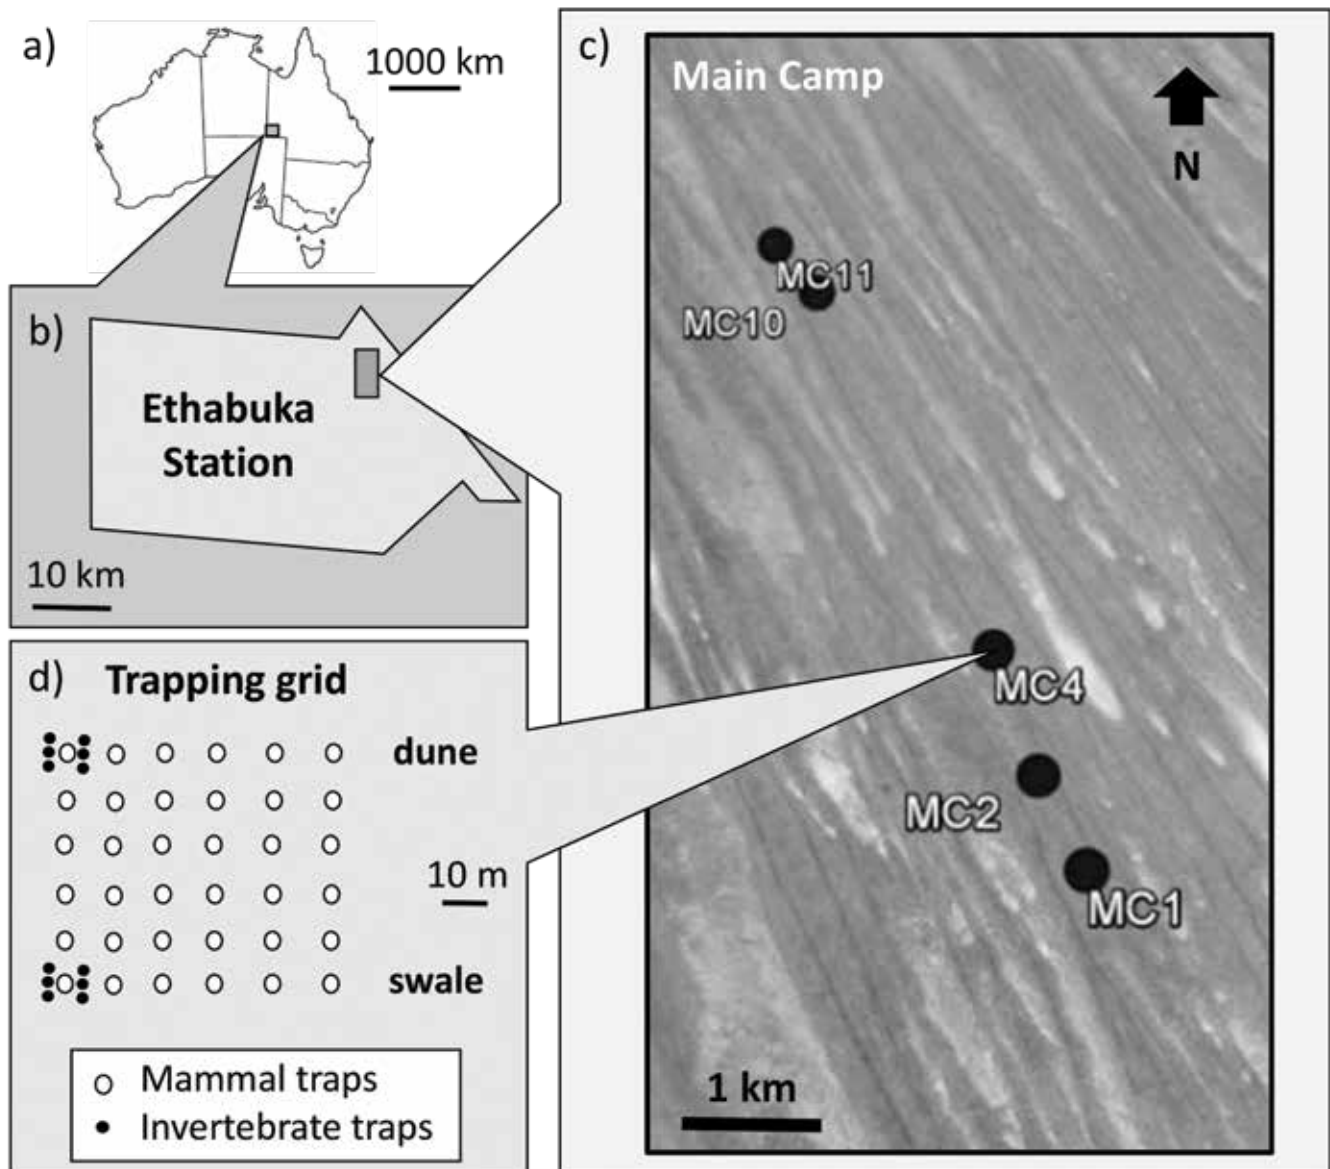 a)
1000 km
b)
Ethabuka
Station
10 km
c)
Main Camp
N
MC11
MC10
MC4
MC2
MC1
1 km
d)
Trapping grid
dune
10 m
swale
Mammal traps
Invertebrate traps